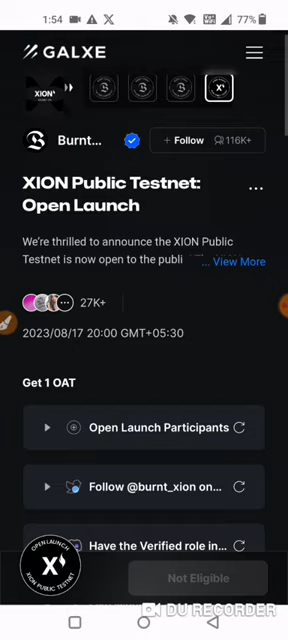 1:54
77%
GALXE
XION
Burnt...
+ Follow 116K+
XION Public Testnet:
Open Launch
We're thrilled to announce the XION Public
Testnet is now open to the publi
... View More
27K+
2023/08/17 20:00 GMT+05:30
Get 1 OAT
Open Launch Participants
Follow @burnt_xion on...
Have the Verified role in...
OPEN LAUNCH
X
XION PUBLIC TESTNET
Not Eligible
DU RECORDER